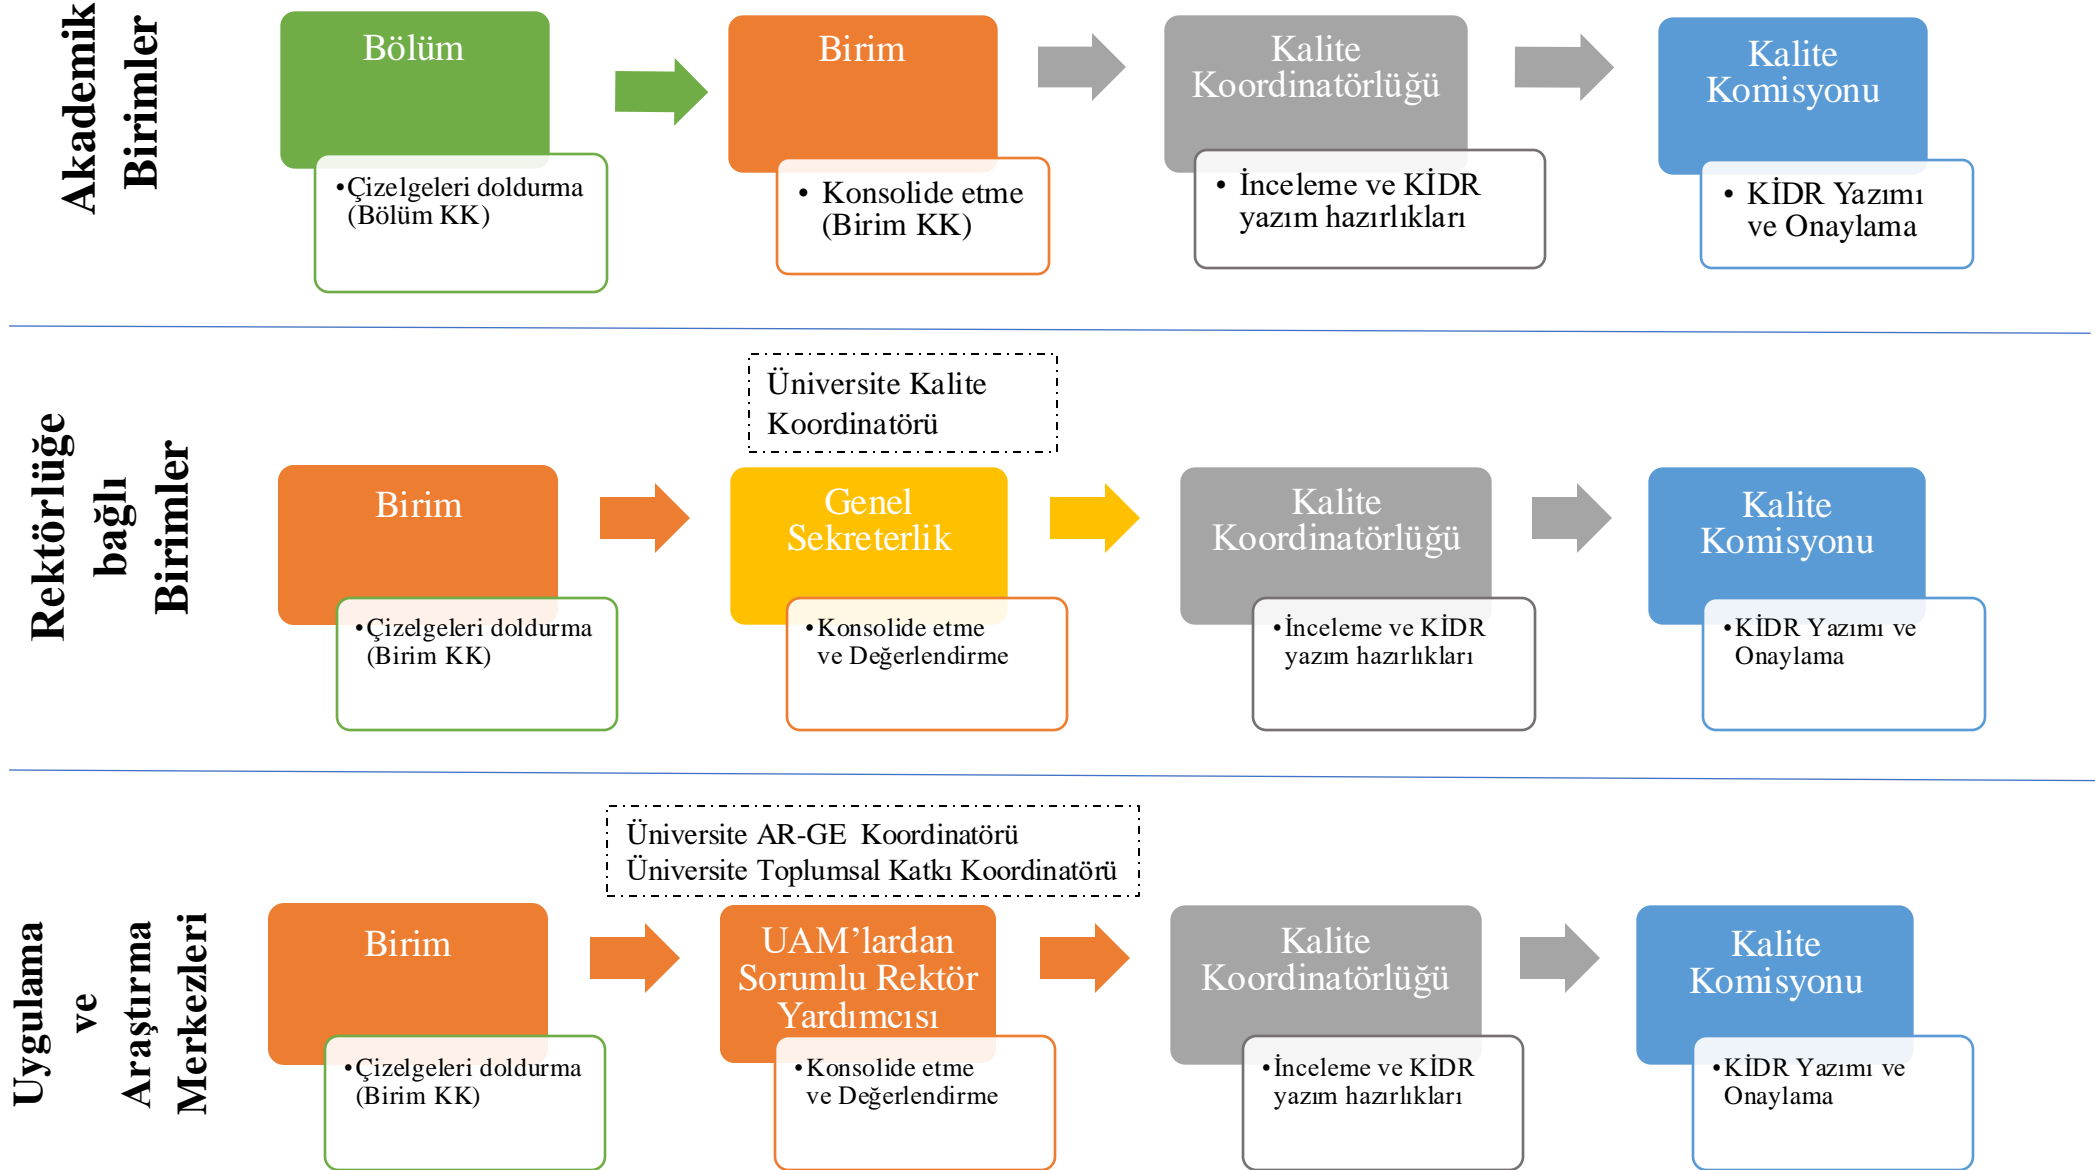 Akademik
Birimler
Bölüm
•Çizelgeleri doldurma
(Bölüm KK)
Birim
• Konsolide etme
(Birim KK)
Kalite
Koordinatörlüğü
• İnceleme ve KİDR
yazım hazırlıkları
Kalite
Komisyonu
• KİDR Yazımı
ve Onaylama
Rektörlüğe
bağlı
Birimler
Üniversite Kalite
Koordinatörü
Birim
•Çizelgeleri doldurma
(Birim KK)
Genel
Sekreterlik
•Konsolide etme
ve Değerlendirme
Kalite
Koordinatörlüğü
•İnceleme ve KİDR
yazım hazırlıkları
Kalite
Komisyonu
•KİDR Yazımı ve
Onaylama
Uygulama
ve
Araştırma
Merkezleri
Üniversite AR-GE  Koordinatörü
Üniversite Toplumsal Katkı Koordinatörü
Birim
•Çizelgeleri doldurma
(Birim KK)
UAM’lardan
Sorumlu Rektör
Yardımcısı
•Konsolide etme
ve Değerlendirme
Kalite
Koordinatörlüğü
•İnceleme ve KİDR
yazım hazırlıkları
Kalite
Komisyonu
•KİDR Yazımı ve
Onaylama